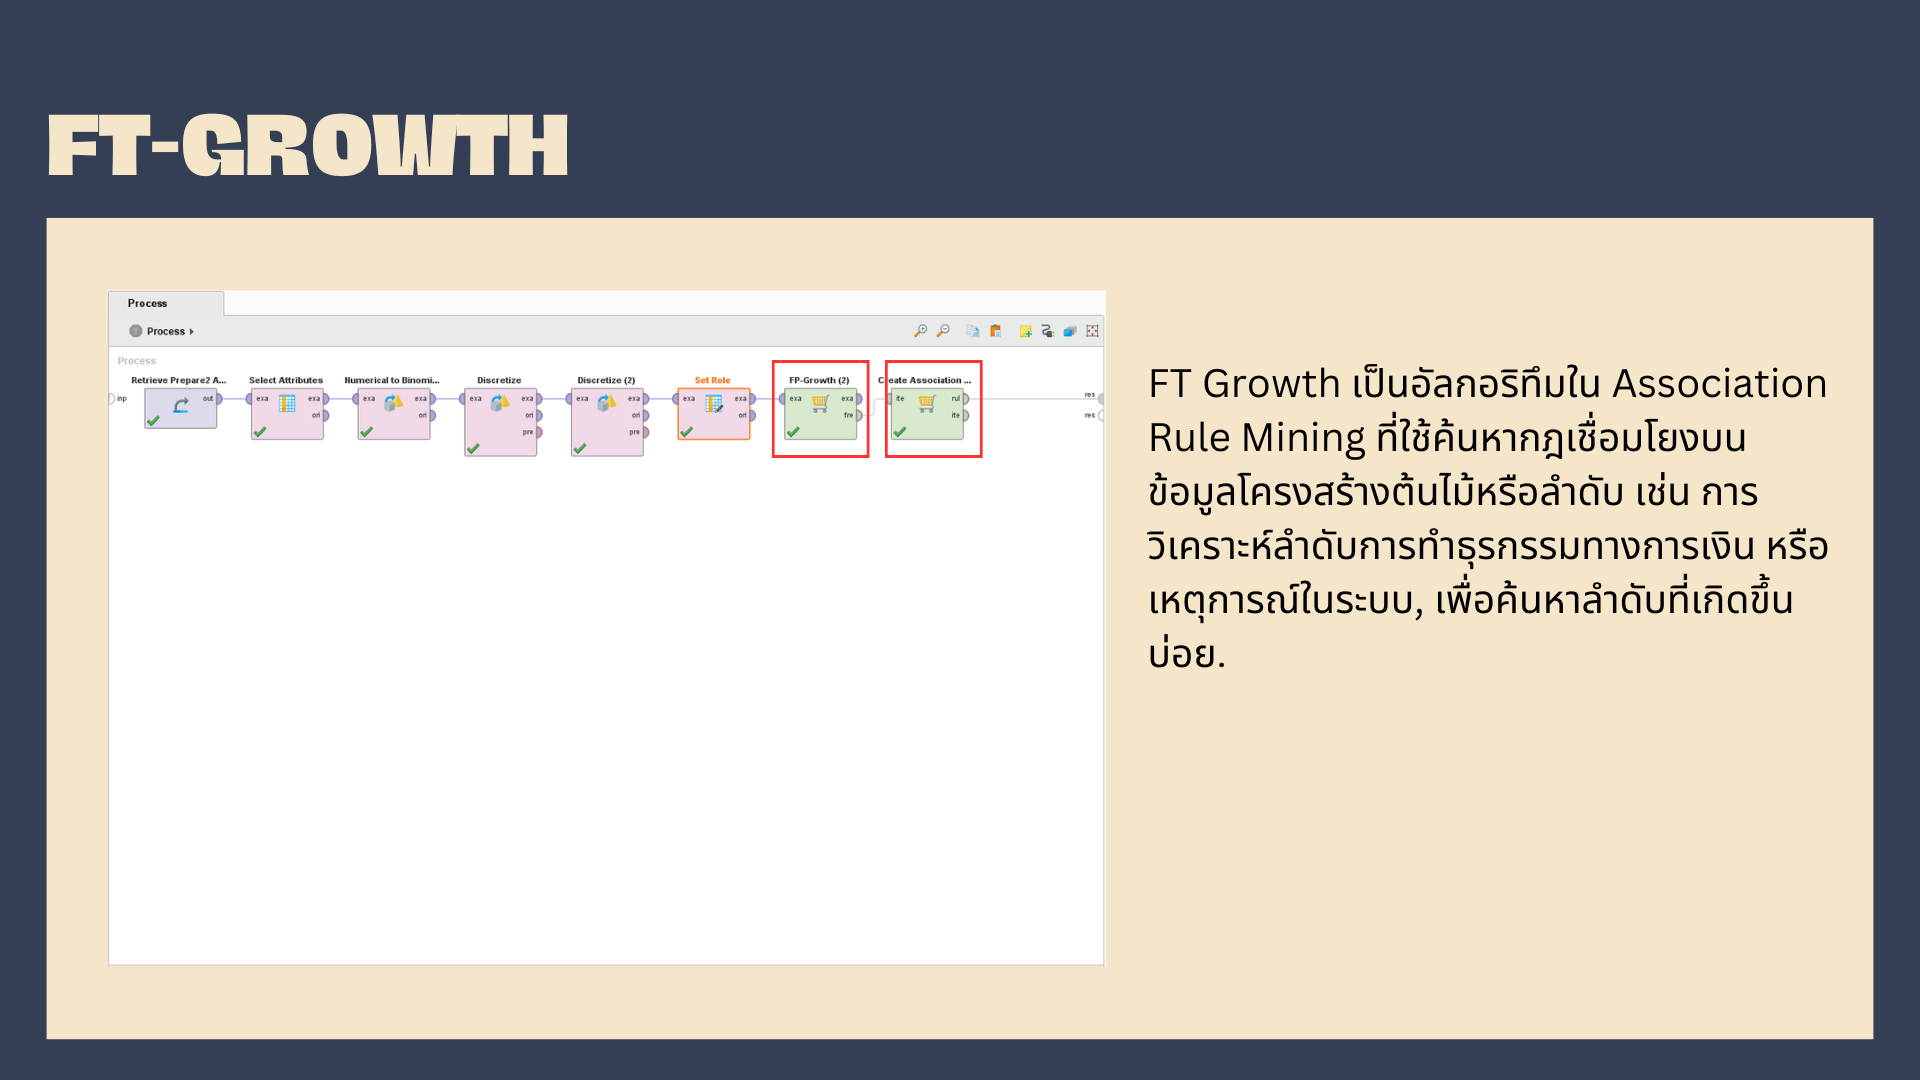 FT-GROWTH
Process
Process
Process
Retrieve Prepare2 A...
Select Attributes
Numerical to Binomi...
Discretize
Discretize (2)
Set Role
FP-Growth (2)
Create Association ...
inp
out
exa
exa
ori
exa
exa
ori
exa
exa
ori
pre
exa
exa
ori
pre
exa
exa
ori
exa
exa
fre
ite
rul
ite
res
res
FT Growth เป็นอัลกอริทึมใน Association
Rule Mining ที่ใช้ค้นหากฎเชื่อมโยงบน
ข้อมูลโครงสร้างต้นไม้หรือลำดับ เช่น การ
วิเคราะห์ลำดับการทำธุรกรรมทางการเงิน หรือ
เหตุการณ์ในระบบ, เพื่อค้นหาลำดับที่เกิดขึ้น
บ่อย.